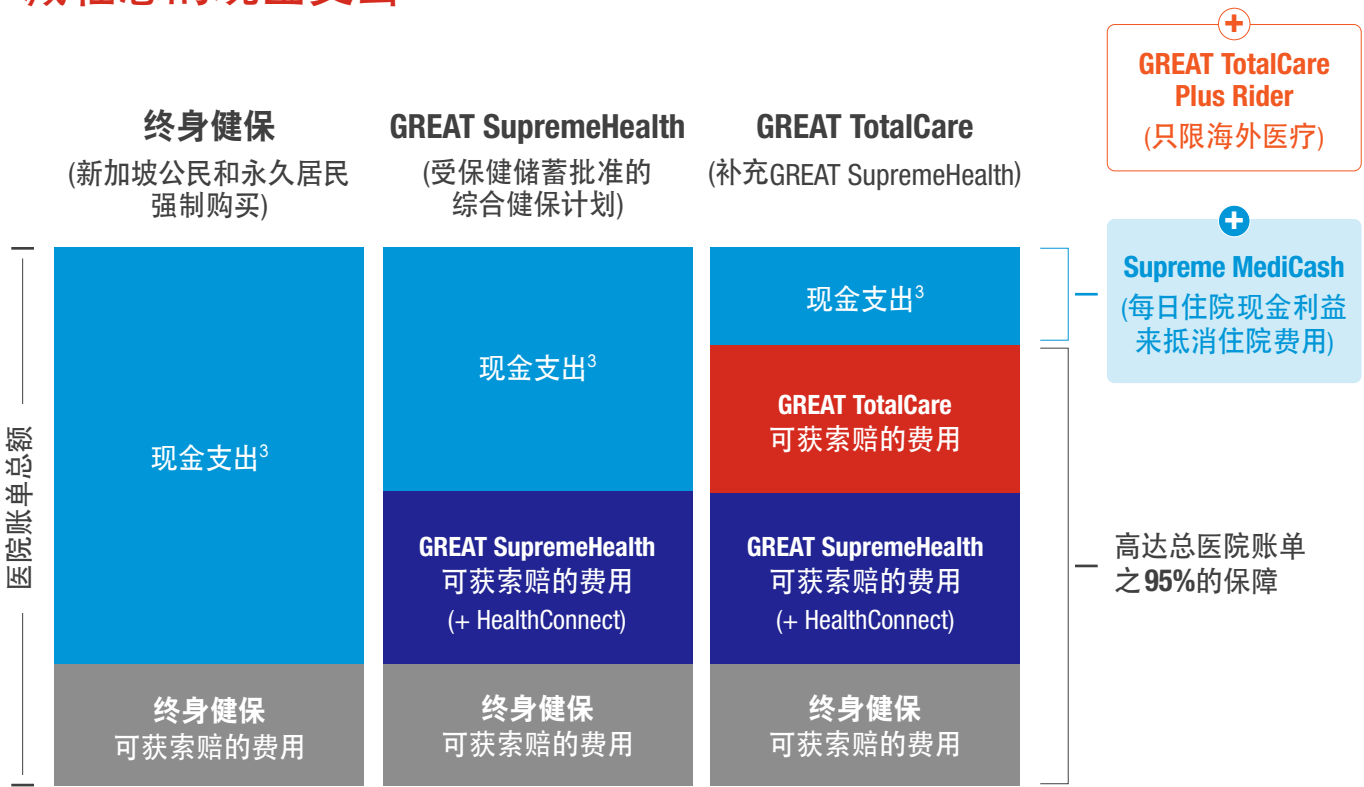 终身健保
(新加坡公民和永久居民
强制购买)
GREAT SupremeHealth
(受保健储蓄批准的
综合健保计划)
GREAT TotalCare
(补充GREAT SupremeHealth)
GREAT TotalCare
Plus Rider
(只限海外医疗)
Supreme MediCash
(每日住院现金利益
来抵消住院费用)
医院账单总额
现金支出3
终身健保
可获索赔的费用
现金支出3
GREAT SupremeHealth
可获索赔的费用
(+ HealthConnect)
终身健保
可获索赔的费用
现金支出3
GREAT TotalCare
可获索赔的费用
GREAT SupremeHealth
可获索赔的费用
(+ HealthConnect)
终身健保
可获索赔的费用
高达总医院账单
之95%的保障